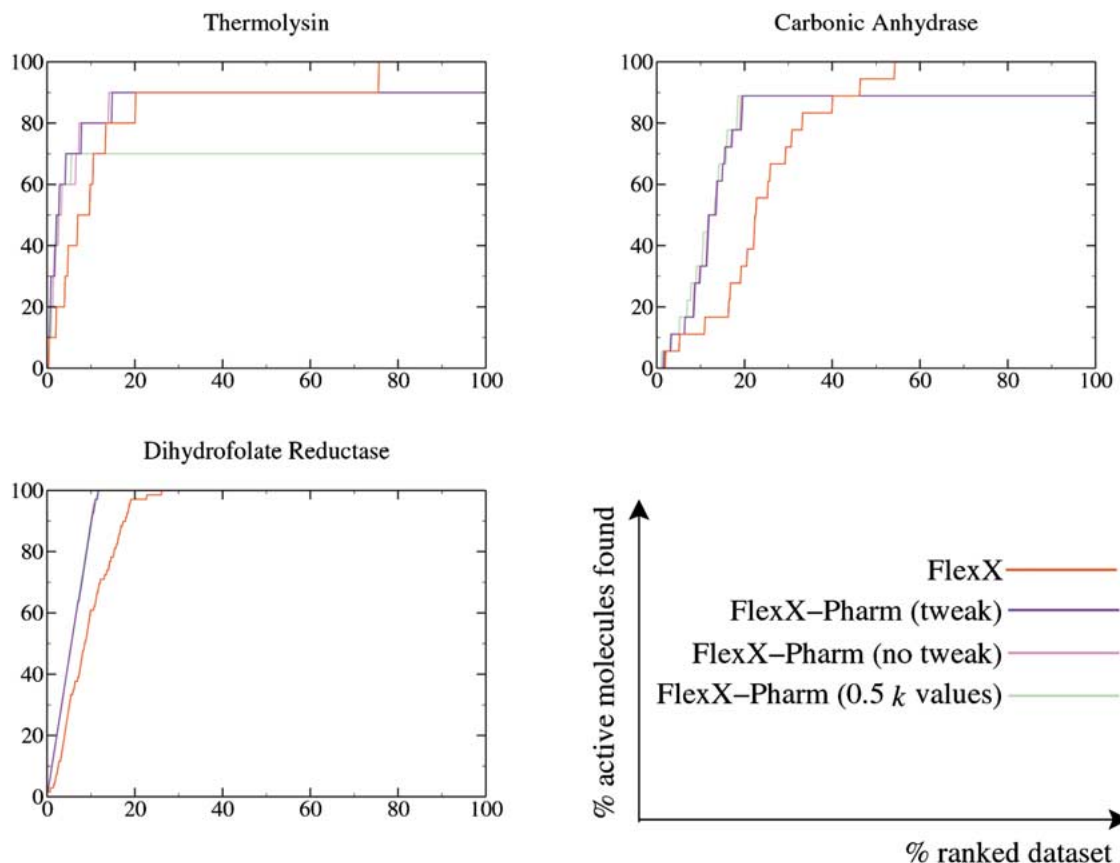 Thermolysin
100
80
60
40
20
0
0 20 40 60 80 100
Carbonic Anhydrase
100
80
60
40
20
0
0 20 40 60 80 100
Dihydrofolate Reductase
100
80
60
40
20
0
0 20 40 60 80 100
% active molecules found
FlexX
FlexX–Pharm (tweak)
FlexX–Pharm (no tweak)
FlexX–Pharm (0.5 k values)
% ranked dataset